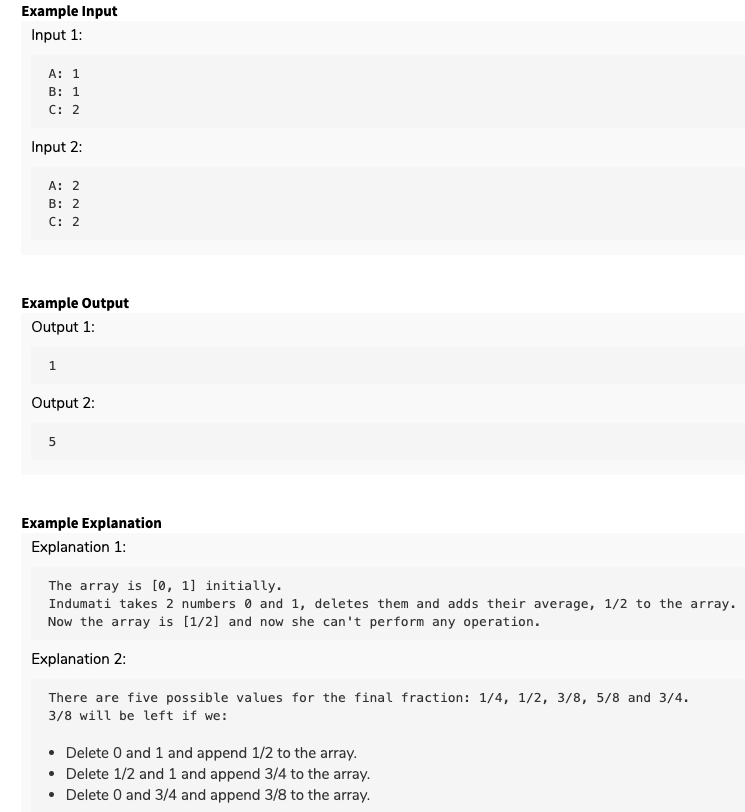 Example Input
Input 1:
A: 1
B: 1
C: 2
Input 2:
A: 2
B: 2
C: 2
Example Output
Output 1:
1
Output 2:
5
Example Explanation
Explanation 1:
The array is [0, 1] initially.
Indumati takes 2 numbers 0 and 1, deletes them and adds their average, 1/2 to the array.
Now the array is [1/2] and now she can't perform any operation.
Explanation 2:
There are five possible values for the final fraction: 1/4, 1/2, 3/8, 5/8 and 3/4.
3/8 will be left if we:
• Delete 0 and 1 and append 1/2 to the array.
• Delete 1/2 and 1 and append 3/4 to the array.
• Delete 0 and 3/4 and append 3/8 to the array.